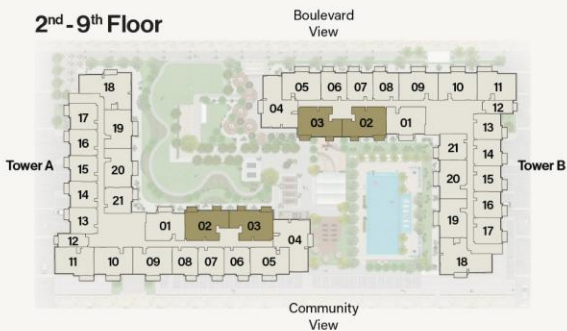 2nd - 9th Floor
Boulevard
View
18
05 06 07 08 09 10 11
04
12
17
19
03 02 01
13
16
21
14
Tower A
15
20
20
15
Tower B
14
21
16
13
19
17
01 02 03
12
04
18
11 10 09 08 07 06 05
Community
View